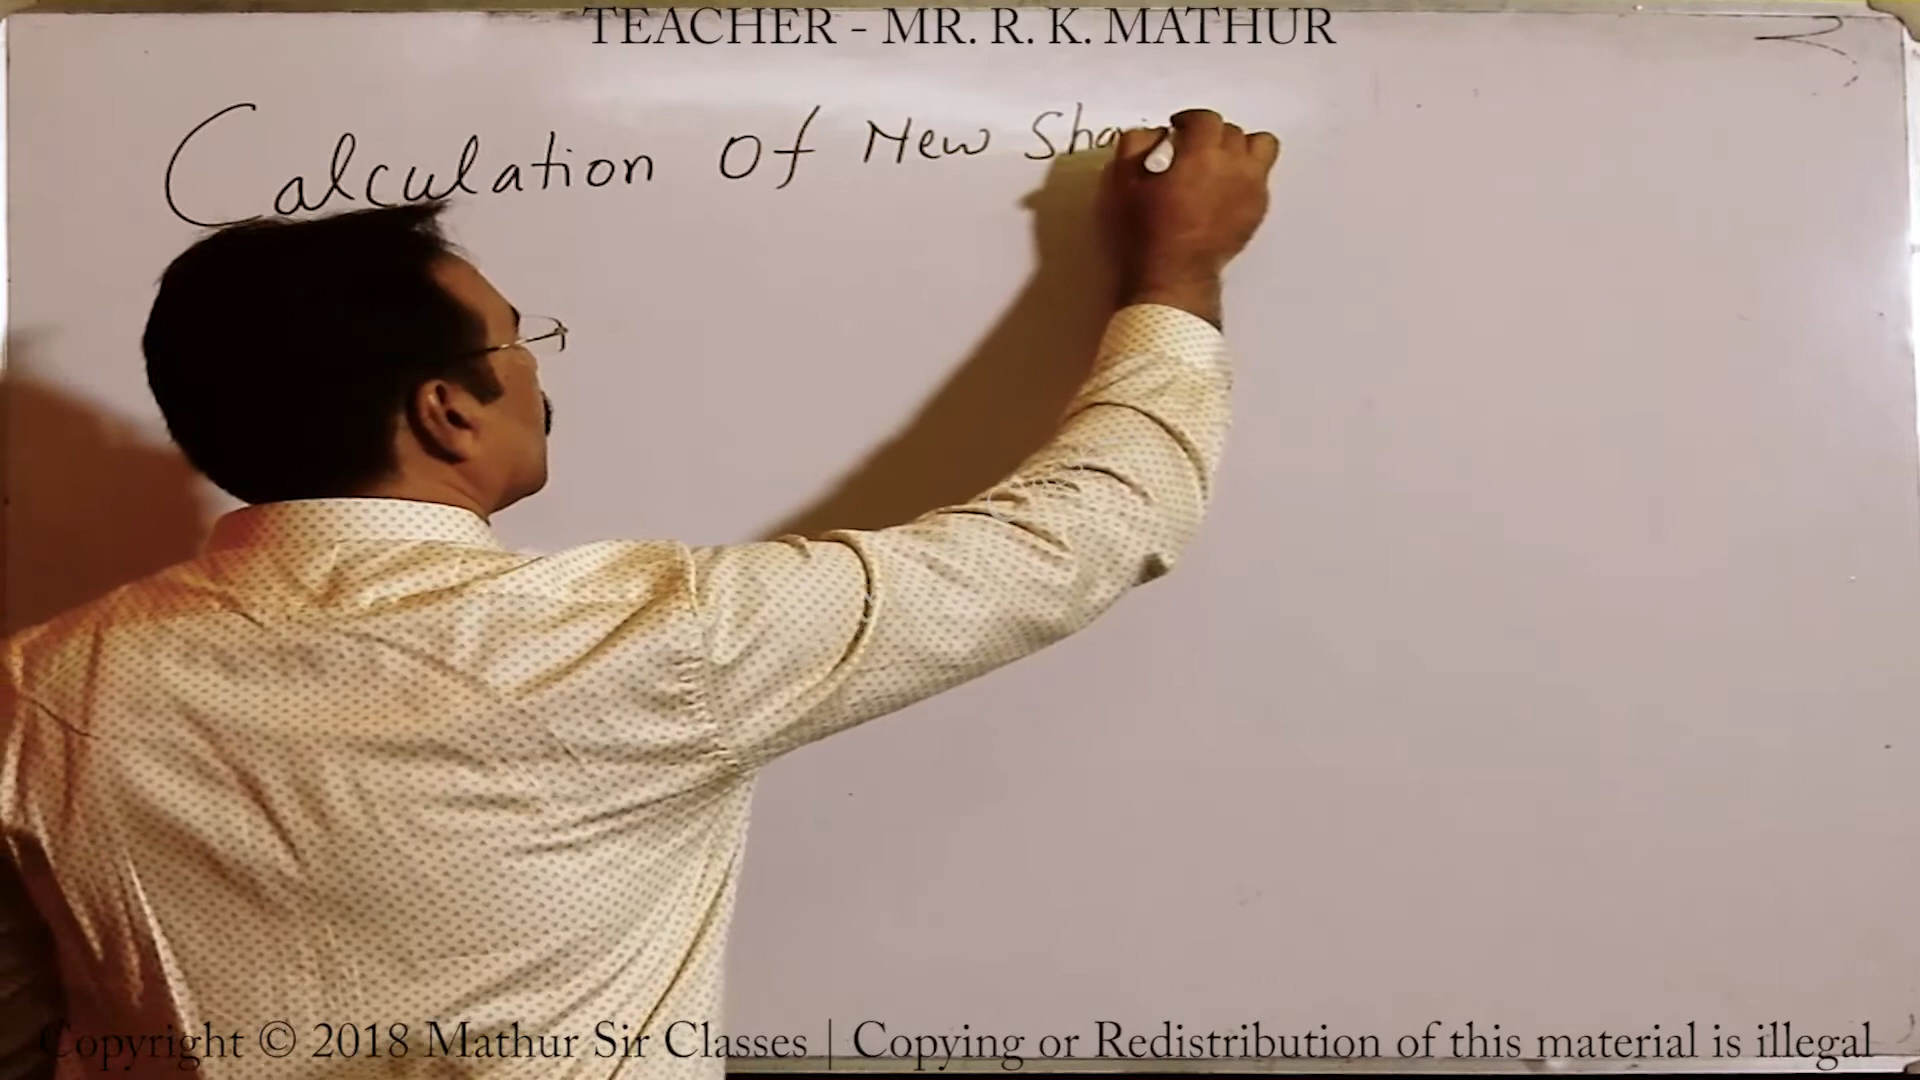 TEACHER - MR. R. K. MATHUR
Calculation Of New
Copyright © 2018 Mathur Sir Classes | Copying or Redistribution of this material is illegal